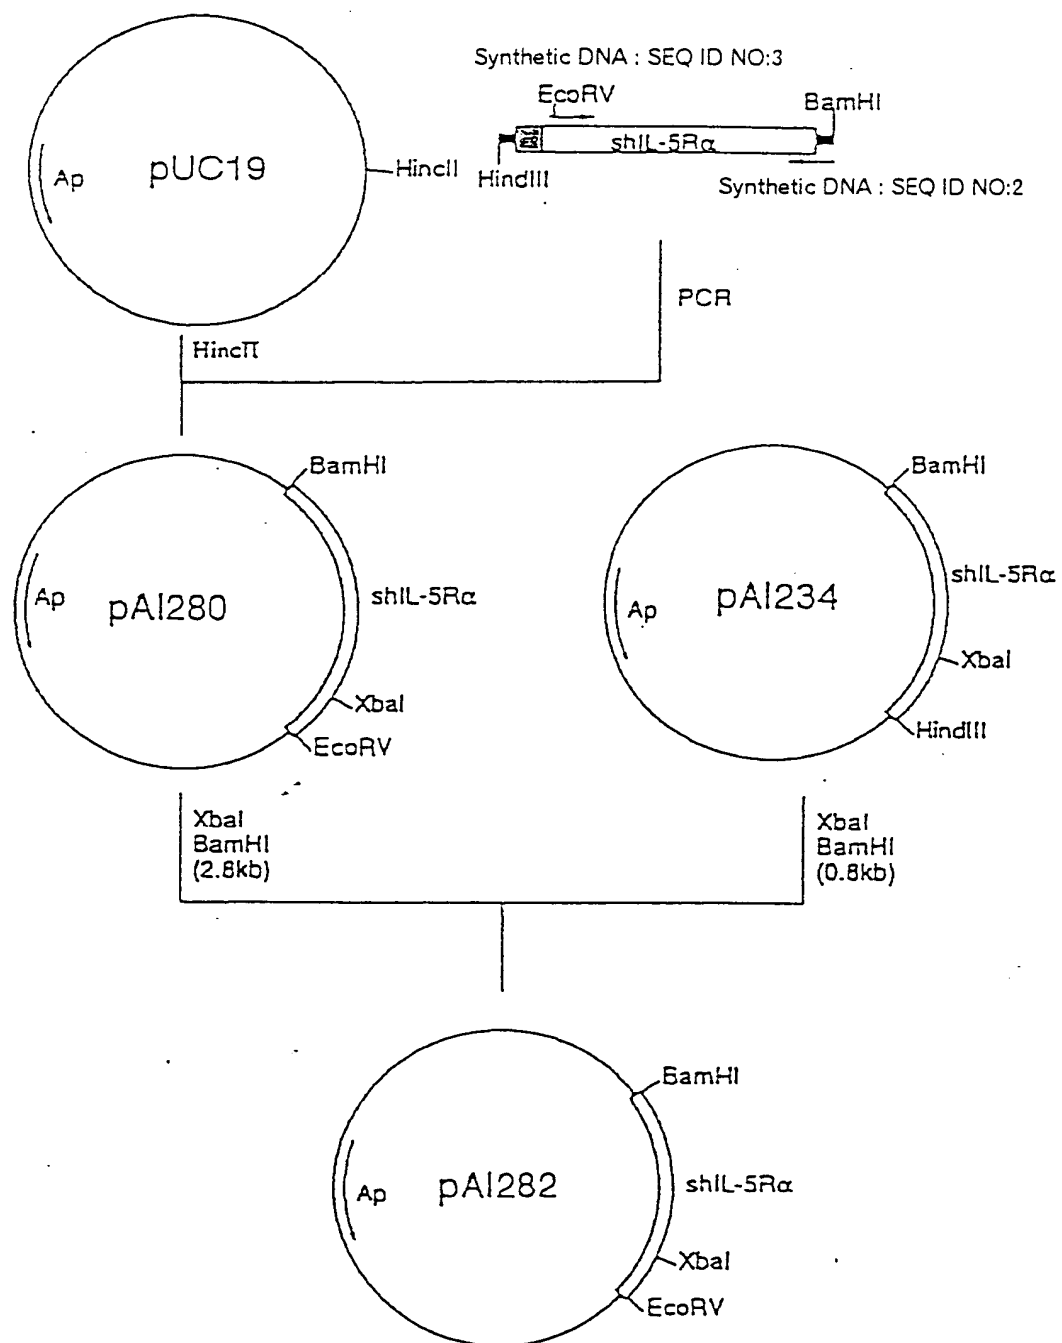 Synthetic DNA : SEQ ID NO:3
EcoRV
BamHI
shIL-5Rα
HindIII
Synthetic DNA : SEQ ID NO:2
Ap
pUC19
HincII
PCR
HincII
BamHI
Ap
pAI280
shIL-5Rα
XbaI
EcoRV
BamHI
Ap
pAI234
shIL-5Rα
XbaI
HindIII
XbaI
BamHI
(2.8kb)
XbaI
BamHI
(0.8kb)
BamHI
Ap
pAI282
shIL-5Rα
XbaI
EcoRV